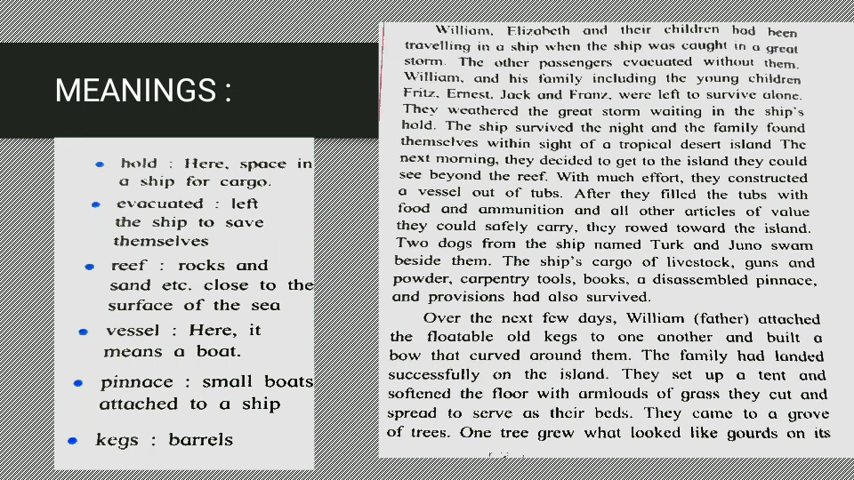 MEANINGS :
hold : Here, space in
a ship for cargo.
evacuated : left
the ship to save
themselves
reef : rocks and
sand etc. close to the
surface of the sea
vessel : Here, it
means a boat.
pinnace : small boats
attached to a ship
kegs : barrels
William, Elizabeth and their children had been
travelling in a ship when the ship was caught in a great
storm. The other passengers evacuated without them.
William, and his family including the young children
Fritz, Ernest, Jack and Franz, were left to survive alone.
They weathered the great storm waiting in the ship's
hold. The ship survived the night and the family found
themselves within sight of a tropical desert island The
next morning, they decided to get to the island they could
see beyond the reef. With much effort, they constructed
a vessel out of tubs. After they filled the tubs with
food and ammunition and all other articles of value
they could safely carry, they rowed toward the island.
Two dogs from the ship named Turk and Juno swam
beside them. The ship's cargo of livestock, guns and
powder, carpentry tools, books, a disassembled pinnace,
and provisions had also survived.
Over the next few days, William (father) attached
the floatable old kegs to one another and built a
bow that curved around them. The family had landed
successfully on the island. They set up a tent and
softened the floor with armloads of grass they cut and
spread to serve as their beds. They came to a grove
of trees. One tree grew what looked like gourds on its